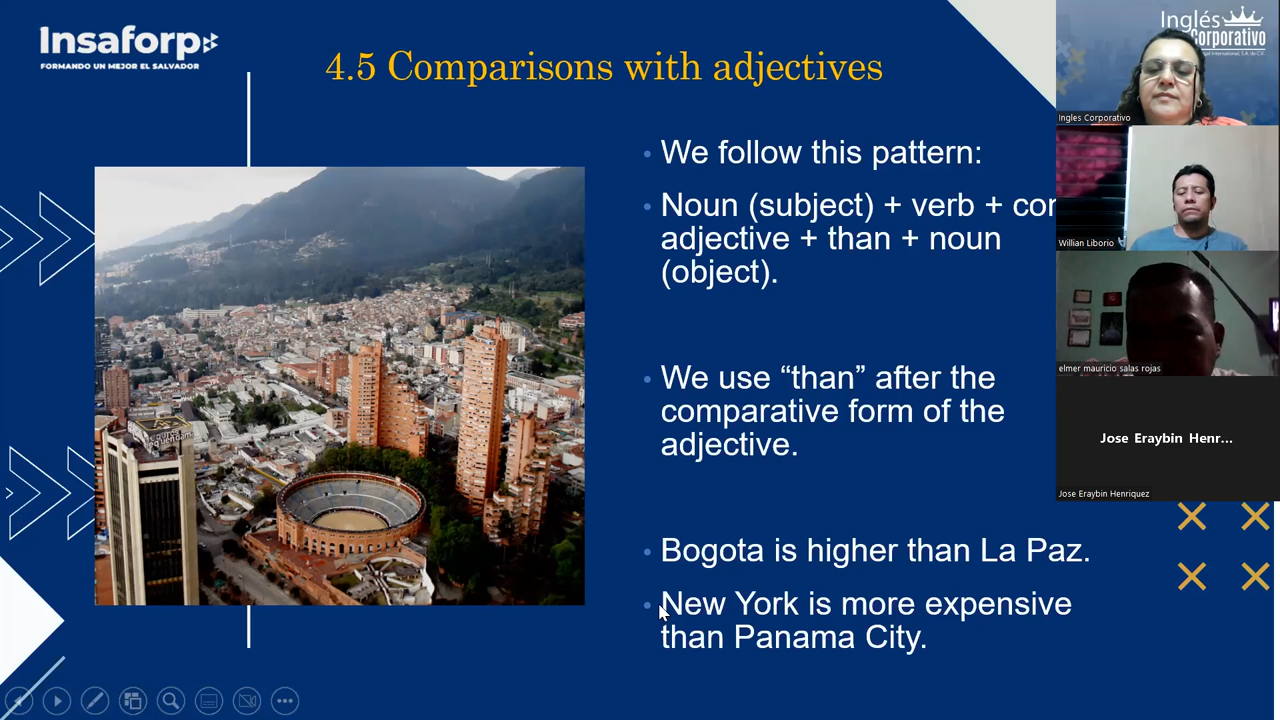 Insaforp
FORMANDO UN MEJOR EL SALVADOR
4.5 Comparisons with adjectives
• We follow this pattern:
• Noun (subject) + verb + con
adjective + than + noun
(object).
• We use “than” after the
comparative form of the
adjective.
• Bogota is higher than La Paz.
• New York is more expensive
than Panama City.
Inglés
Corporativo
Ingles Corporativo
Willian Liborio
elmer mauricio salas rojas
Jose Eraybin Henr...
Jose Eraybin Henriquez